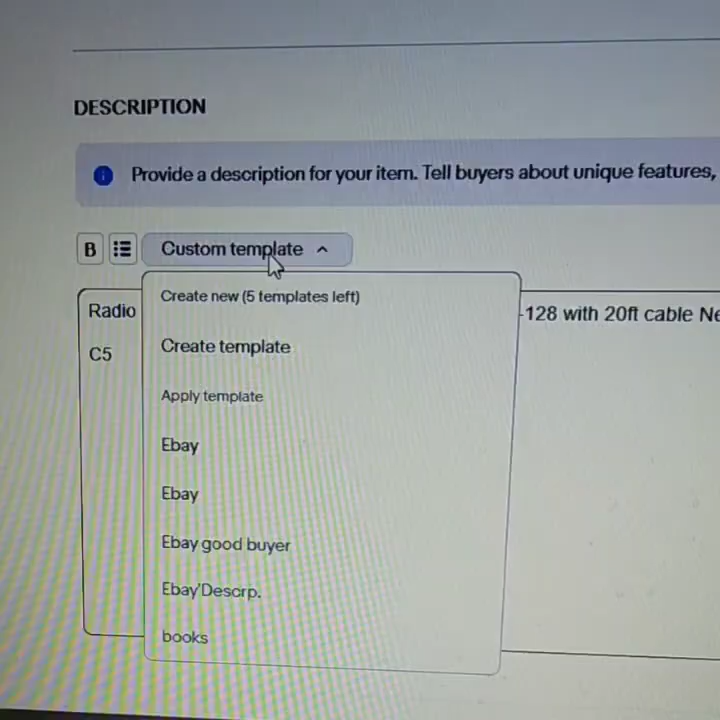 DESCRIPTION
Provide a description for your item. Tell buyers about unique features,
B Custom template
Create new (5 templates left)
Radio
-128 with 20ft cable Ne
Create template
C5
Apply template
Ebay
Ebay
Ebay good buyer
Ebay'Descrp.
books